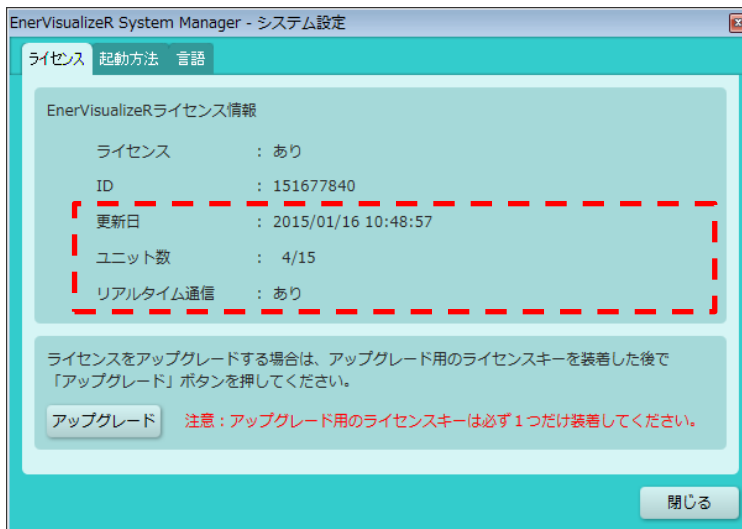 EnerVisualizeR System Manager - システム設定
ライセンス 起動方法 言語
EnerVisualizeRライセンス情報
ライセンス : あり
ID : 151677840
更新日 : 2015/01/16 10:48:57
ユニット数 : 4/15
リアルタイム通信 : あり
ライセンスをアップグレードする場合は、アップグレード用のライセンスキーを装着した後で
「アップグレード」ボタンを押してください。
アップグレード 注意：アップグレード用のライセンスキーは必ず１つだけ装着してください。
閉じる